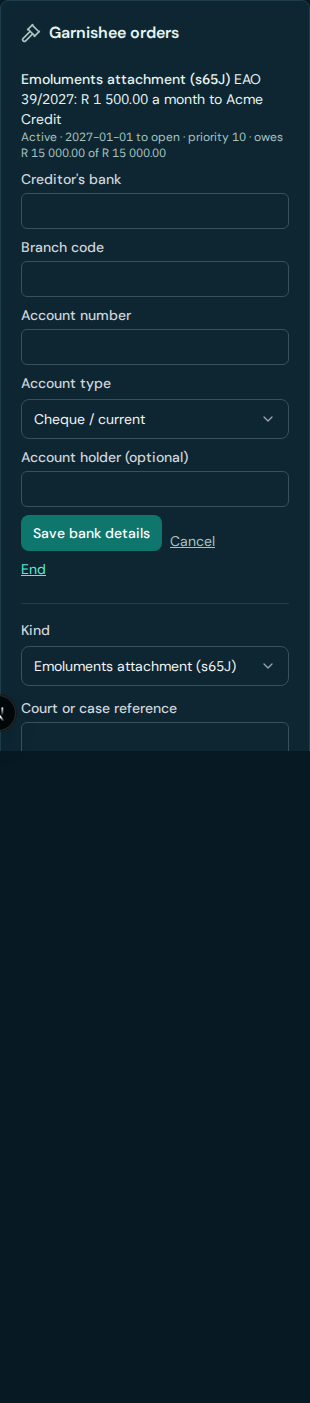 Garnishee orders
Emoluments attachment (s65J) EAO
39/2027: R 1 500.00 a month to Acme
Credit
Active · 2027-01-01 to open · priority 10 · owes
R 15 000.00 of R 15 000.00
Creditor's bank
Branch code
Account number
Account type
Cheque / current
Account holder (optional)
Save bank details
Cancel
End
Kind
Emoluments attachment (s65J)
Court or case reference